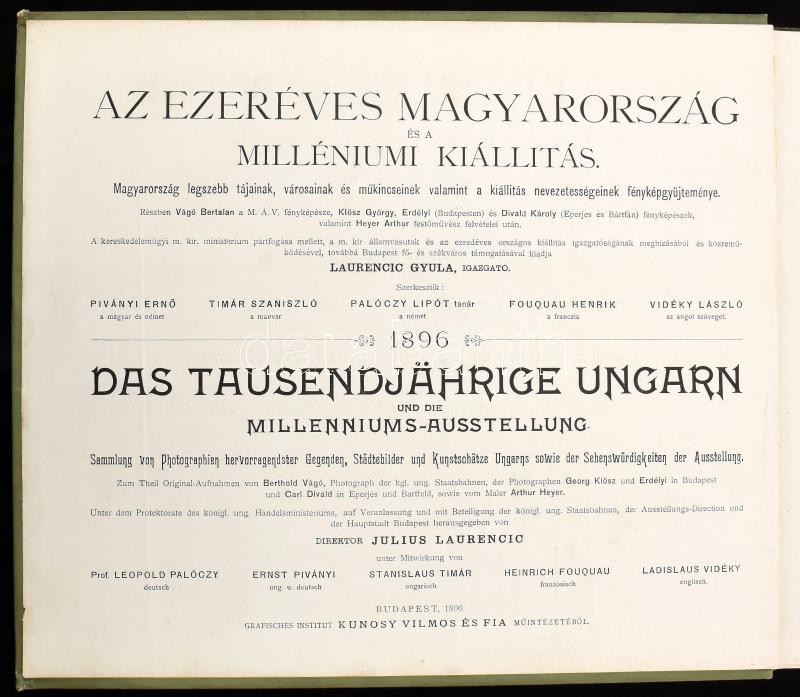 AZ EZERÉVES MAGYARORSZÁG
ÉS A
MILLÉNIUMI KIÁLLITÁS.
Magyarország legszebb tájainak, városainak és műkincseinek valamint a kiállitás nevezetességeinek fényképgyüjteménye.
Részben Vágó Bertalan a M. Á. V. fényképésze, Klösz György, Erdélyi (Budapesten) és Divald Károly (Eperjes és Bártfán) fényképészek,
valamint Heyer Arthur festőművész felvételei után.
A kereskedelemügyi m. kir. ministerium pártfogása mellett, a m. kir államvasutak és az ezredéves országos kiállitás igazgatóságának megbizásából és közremű-
ködésével, továbbá Budapest fő- és székváros támogatásával kiadja
LAURENCIC GYULA, IGAZGATÓ.
Szerkesztik:
PIVÁNYI ERNŐ TIMÁR SZANISZLÓ PALÓCZY LIPÓT tanár FOUQUAU HENRIK VIDÉKY LÁSZLÓ
a magyar és német a magyar a német a franczia az angol szöveget.
1896
darabanth
DAS TAUSENDJÄHRIGE UNGARN
UND DIE
MILLENNIUMS-AUSSTELLUNG.
Sammlung von Photographien hervorragendster Gegenden, Städtebilder und Kunstschätze Ungarns sowie der Sehenswürdigkeiten der Ausstellung.
Zum Theil Original-Aufnahmen von Berthold Vágó, Photograph der kgl. ung. Staatsbahnen, der Photographen Georg Klösz und Erdélyi in Budapest
und Carl Divald in Eperjes und Bartfeld, sowie vom Maler Arthur Heyer.
Unter dem Protektorate des königl. ung. Handelsministeriums, auf Veranlassung und mit Beteiligung der königl. ung. Staatsbahnen, der Ausstellungs-Direction und
der Hauptstadt Budapest herausgegeben von
DIREKTOR JULIUS LAURENCIC
unter Mitwirkung von
Prof. LEOPOLD PALÓCZY ERNST PIVÁNYI STANISLAUS TIMÁR HEINRICH FOUQUAU LADISLAUS VIDÉKY
deutsch ung. u. deutsch ungarisch französisch englisch.
BUDAPEST, 1896.
GRAFISCHES INSTITUT KUNOSY VILMOS ÉS FIA MŰINTÉZETÉBŐL.